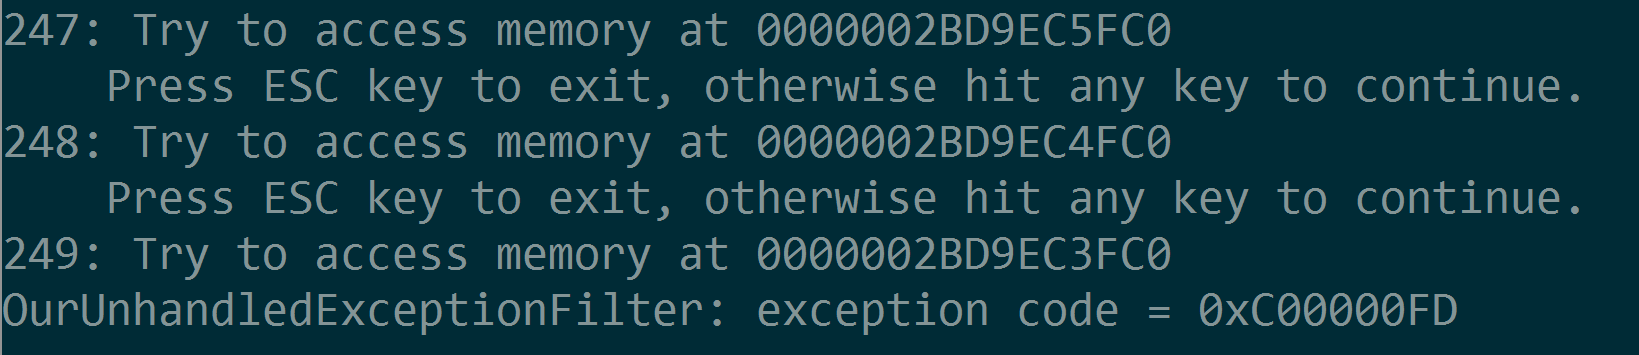 247: Try to access memory at 0000002BD9EC5FC0
Press ESC key to exit, otherwise hit any key to continue.
248: Try to access memory at 0000002BD9EC4FC0
Press ESC key to exit, otherwise hit any key to continue.
249: Try to access memory at 0000002BD9EC3FC0
OurUnhandledExceptionFilter: exception code = 0xC00000FD